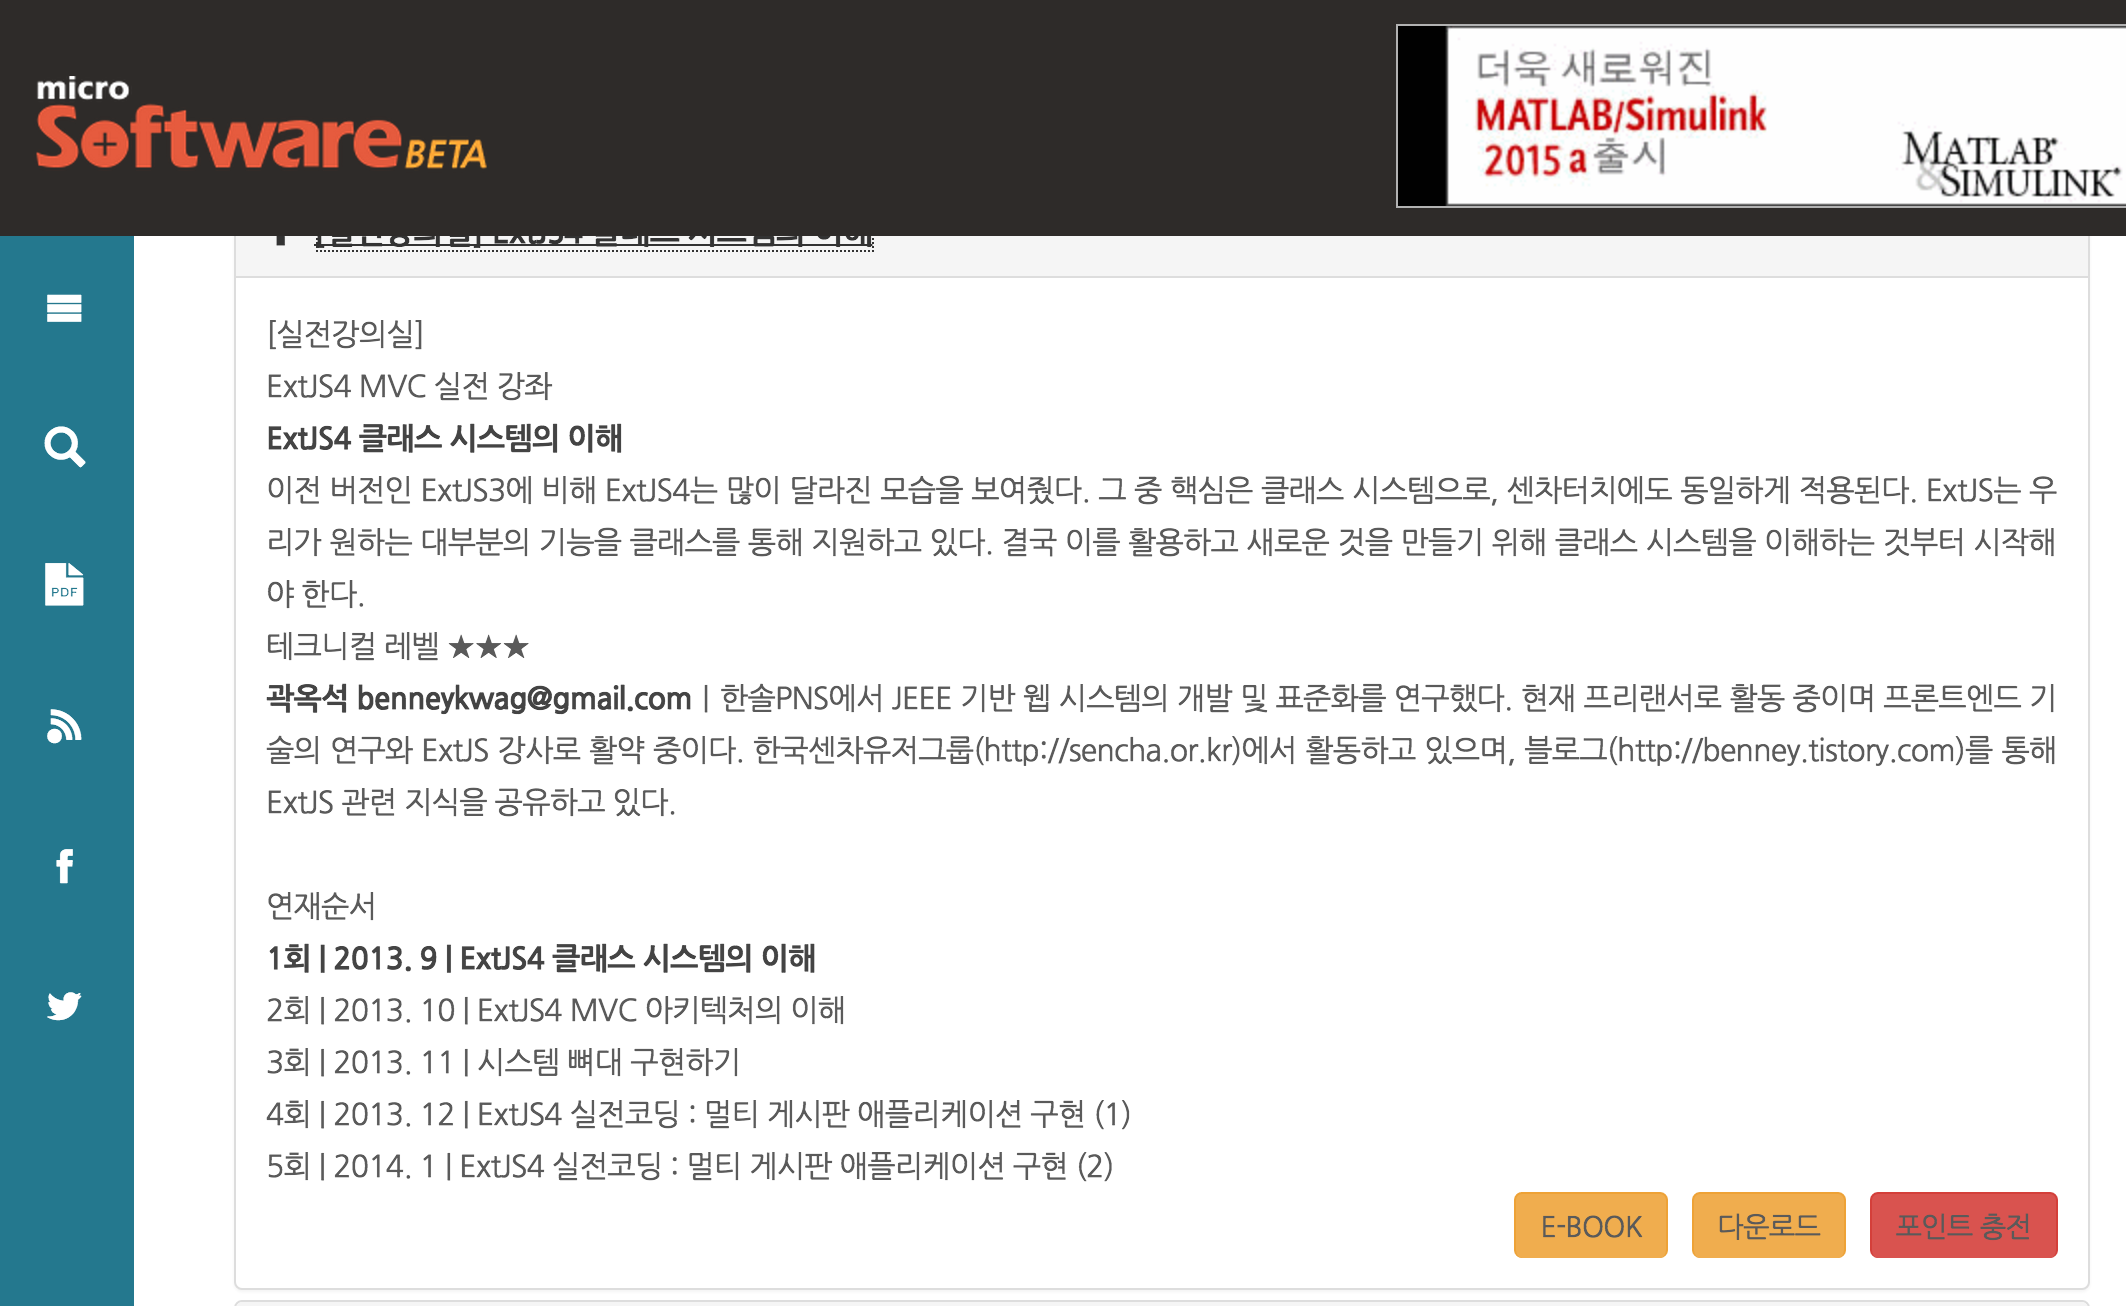 micro
Software BETA
더욱 새로워진
MATLAB/Simulink
2015 a 출시
MATLAB
&SIMULINK
[실전강의실] ExtJS4 클래스 시스템의 이해
[실전강의실]
ExtJS4 MVC 실전 강좌
ExtJS4 클래스 시스템의 이해
이전 버전인 ExtJS3에 비해 ExtJS4는 많이 달라진 모습을 보여줬다. 그 중 핵심은 클래스 시스템으로, 센차터치에도 동일하게 적용된다. ExtJS는 우
리가 원하는 대부분의 기능을 클래스를 통해 지원하고 있다. 결국 이를 활용하고 새로운 것을 만들기 위해 클래스 시스템을 이해하는 것부터 시작해
야 한다.
테크니컬 레벨 ★★★
곽옥석 benneykwag@gmail.com | 한솔PNS에서 JEEE 기반 웹 시스템의 개발 및 표준화를 연구했다. 현재 프리랜서로 활동 중이며 프론트엔드 기
술의 연구와 ExtJS 강사로 활약 중이다. 한국센차유저그룹(http://sencha.or.kr)에서 활동하고 있으며, 블로그(http://benney.tistory.com)를 통해
ExtJS 관련 지식을 공유하고 있다.
연재순서
1회 | 2013. 9 | ExtJS4 클래스 시스템의 이해
2회 | 2013. 10 | ExtJS4 MVC 아키텍처의 이해
3회 | 2013. 11 | 시스템 뼈대 구현하기
4회 | 2013. 12 | ExtJS4 실전코딩 : 멀티 게시판 애플리케이션 구현 (1)
5회 | 2014. 1 | ExtJS4 실전코딩 : 멀티 게시판 애플리케이션 구현 (2)
E-BOOK
다운로드
포인트 충전
PDF